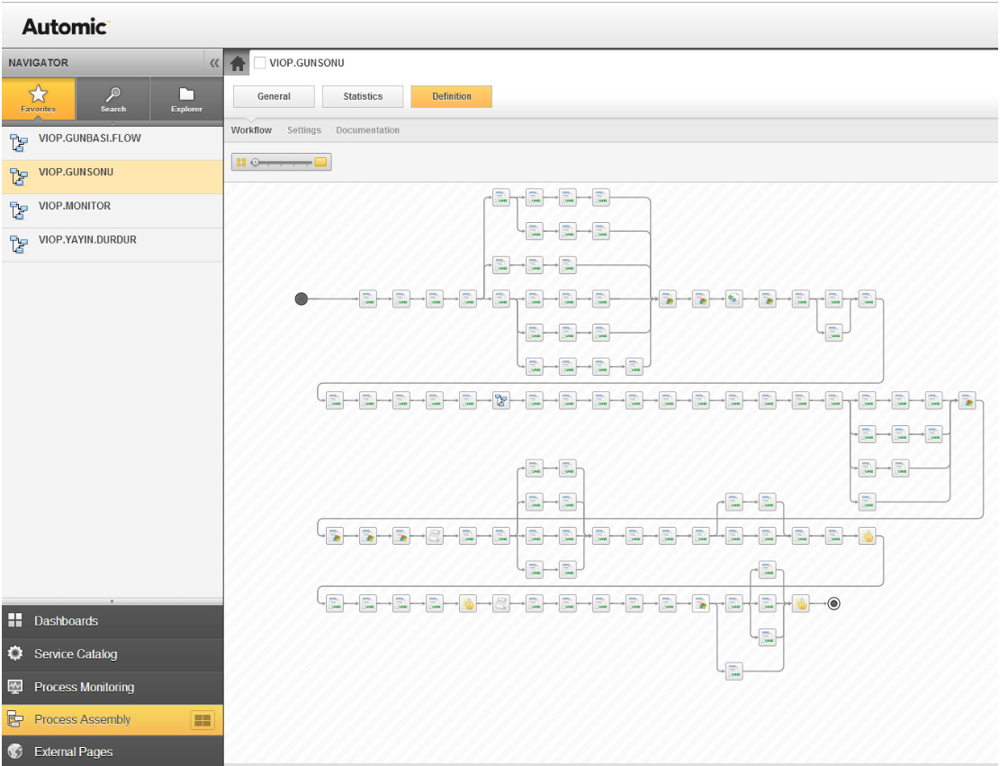 Automic
NAVIGATOR
VIOP.GUNSONU
Favorites
Search
Explorer
General
Statistics
Definition
Workflow
Settings
Documentation
VIOP.GUNBASI.FLOW
VIOP.GUNSONU
VIOP.MONITOR
VIOP.YAYIN.DURDUR
Dashboards
Service Catalog
Process Monitoring
Process Assembly
External Pages